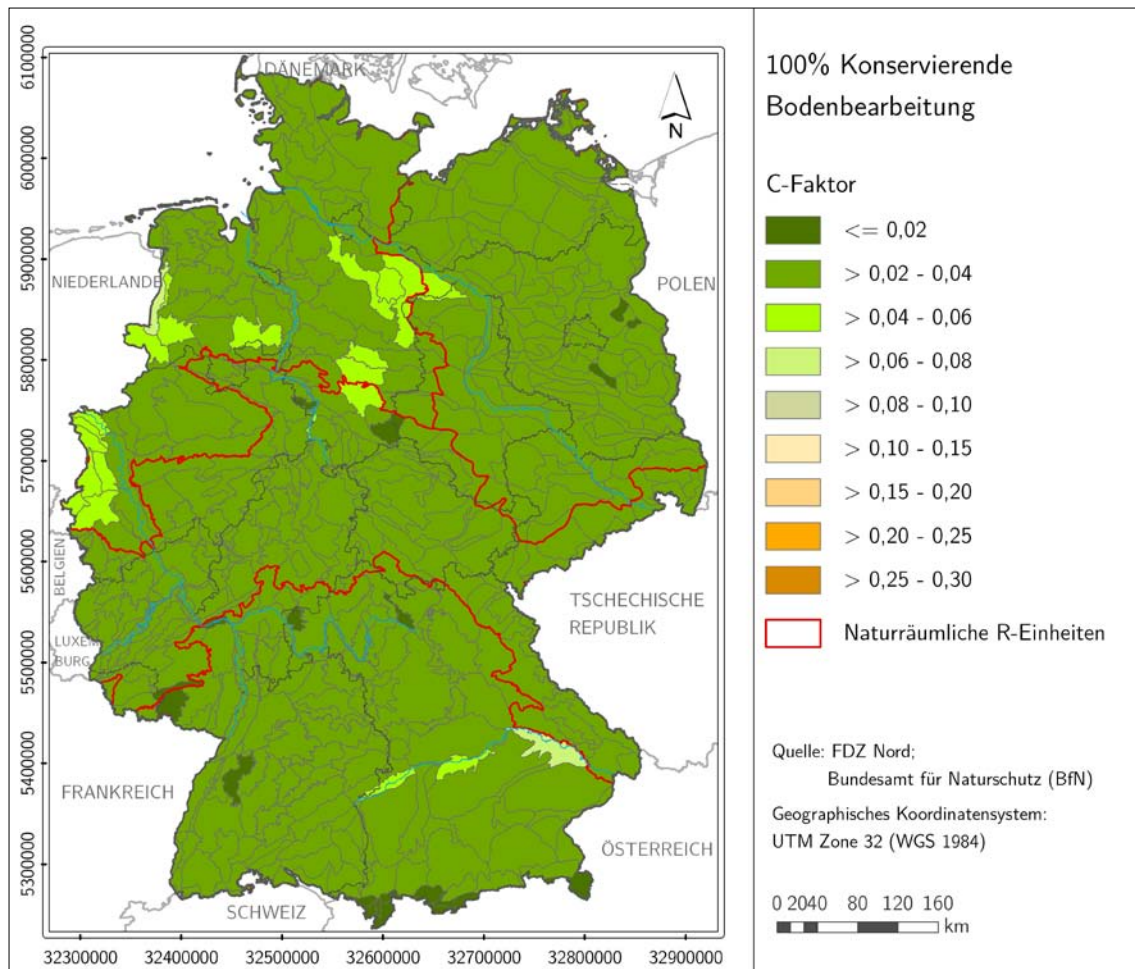 DÄNEMARK
N
NIEDERLANDE
POLEN
BELGIEN
LUXEM
BURG
TSCHECHISCHE
REPUBLIK
FRANKREICH
ÖSTERREICH
SCHWEIZ
6100000
6000000
5900000
5800000
5700000
5600000
5500000
5400000
5300000
32300000 32400000 32500000 32600000 32700000 32800000 32900000
100% Konservierende
Bodenbearbeitung
C-Faktor
<= 0,02
> 0,02 - 0,04
> 0,04 - 0,06
> 0,06 - 0,08
> 0,08 - 0,10
> 0,10 - 0,15
> 0,15 - 0,20
> 0,20 - 0,25
> 0,25 - 0,30
Naturräumliche R-Einheiten
Quelle: FDZ Nord;
Bundesamt für Naturschutz (BfN)
Geographisches Koordinatensystem:
UTM Zone 32 (WGS 1984)
0 2040 80 120 160
km